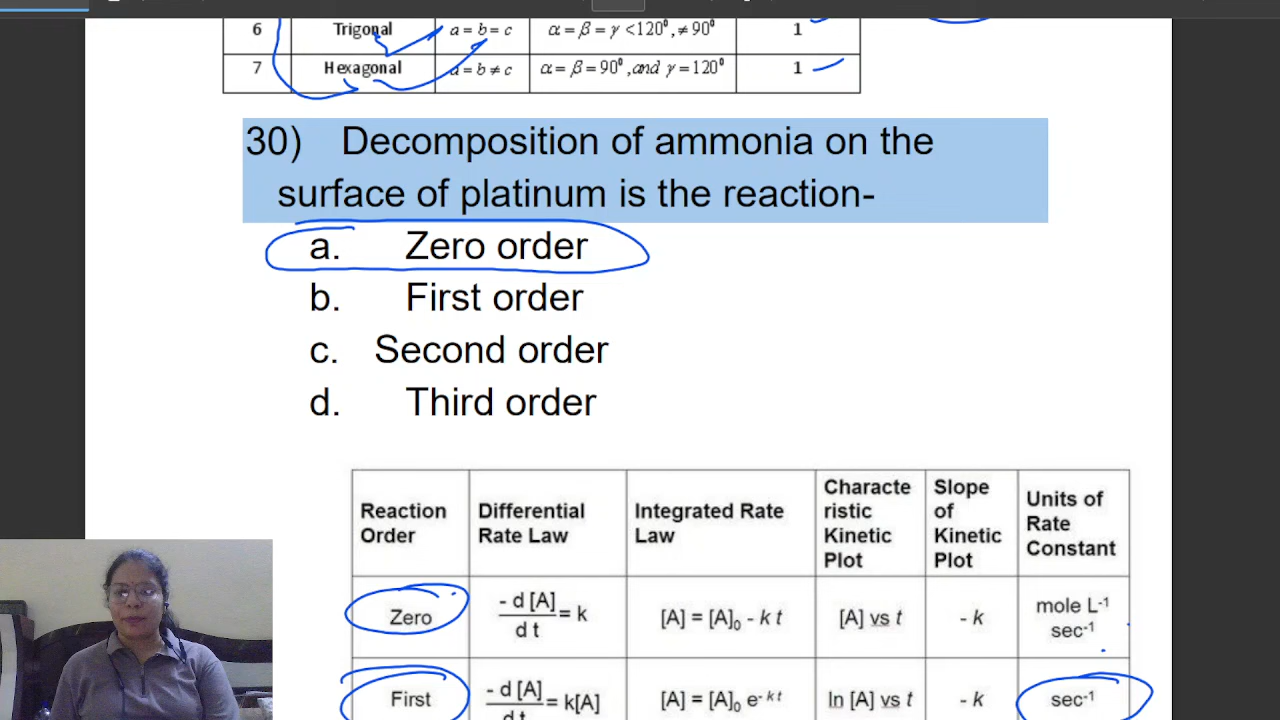 6 Trigonal a = b = c α = β = γ <120⁰, ≠ 90⁰ 1
7 Hexagonal a = b ≠ c α = β = 90⁰, and γ = 120⁰ 1
30) Decomposition of ammonia on the
surface of platinum is the reaction-
a. Zero order
b. First order
c. Second order
d. Third order
Reaction
Order
Differential
Rate Law
Integrated Rate
Law
Characte
ristic
Kinetic
Plot
Slope
of
Kinetic
Plot
Units of
Rate
Constant
Zero
- d [A]
= k
d t
[A] = [A]₀ - k t
[A] vs t
- k
mole L⁻¹
sec⁻¹
First
- d [A]
= k[A]
dt
[A] = [A]₀ e⁻ᵏᵗ
ln [A] vs t
- k
sec⁻¹